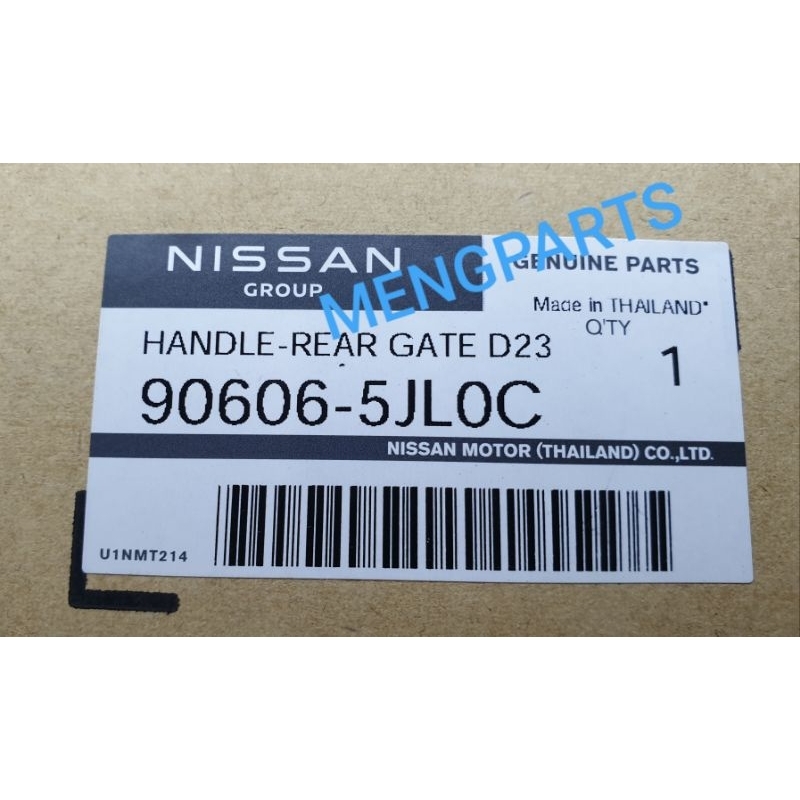 NISSAN
GROUP
GENUINE PARTS
MENGPARTS
Made in THAILAND
Q'TY
HANDLE-REAR GATE D23
1
90606-5JL0C
NISSAN MOTOR (THAILAND) CO.,LTD.
U1NMT214